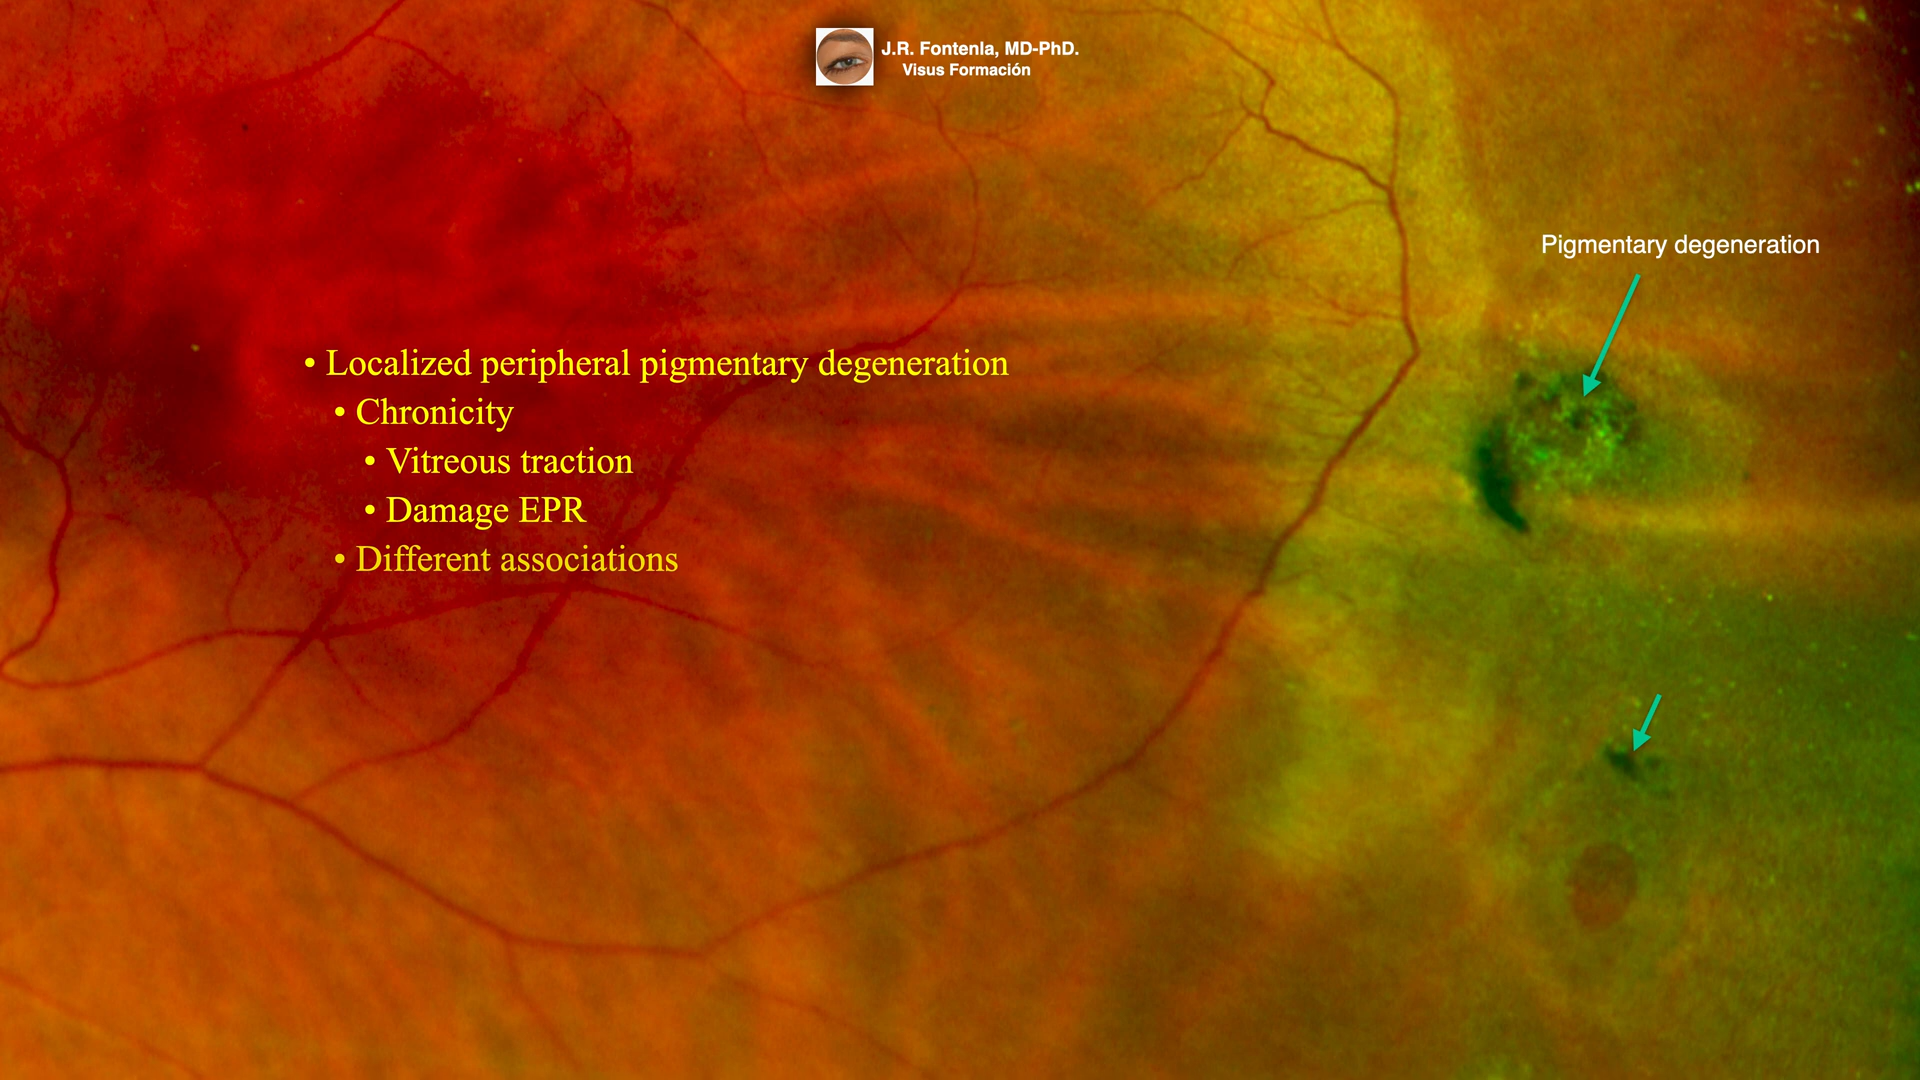 J.R. Fontenla, MD-PhD.
Visus Formación
Pigmentary degeneration
• Localized peripheral pigmentary degeneration
• Chronicity
• Vitreous traction
• Damage EPR
• Different associations